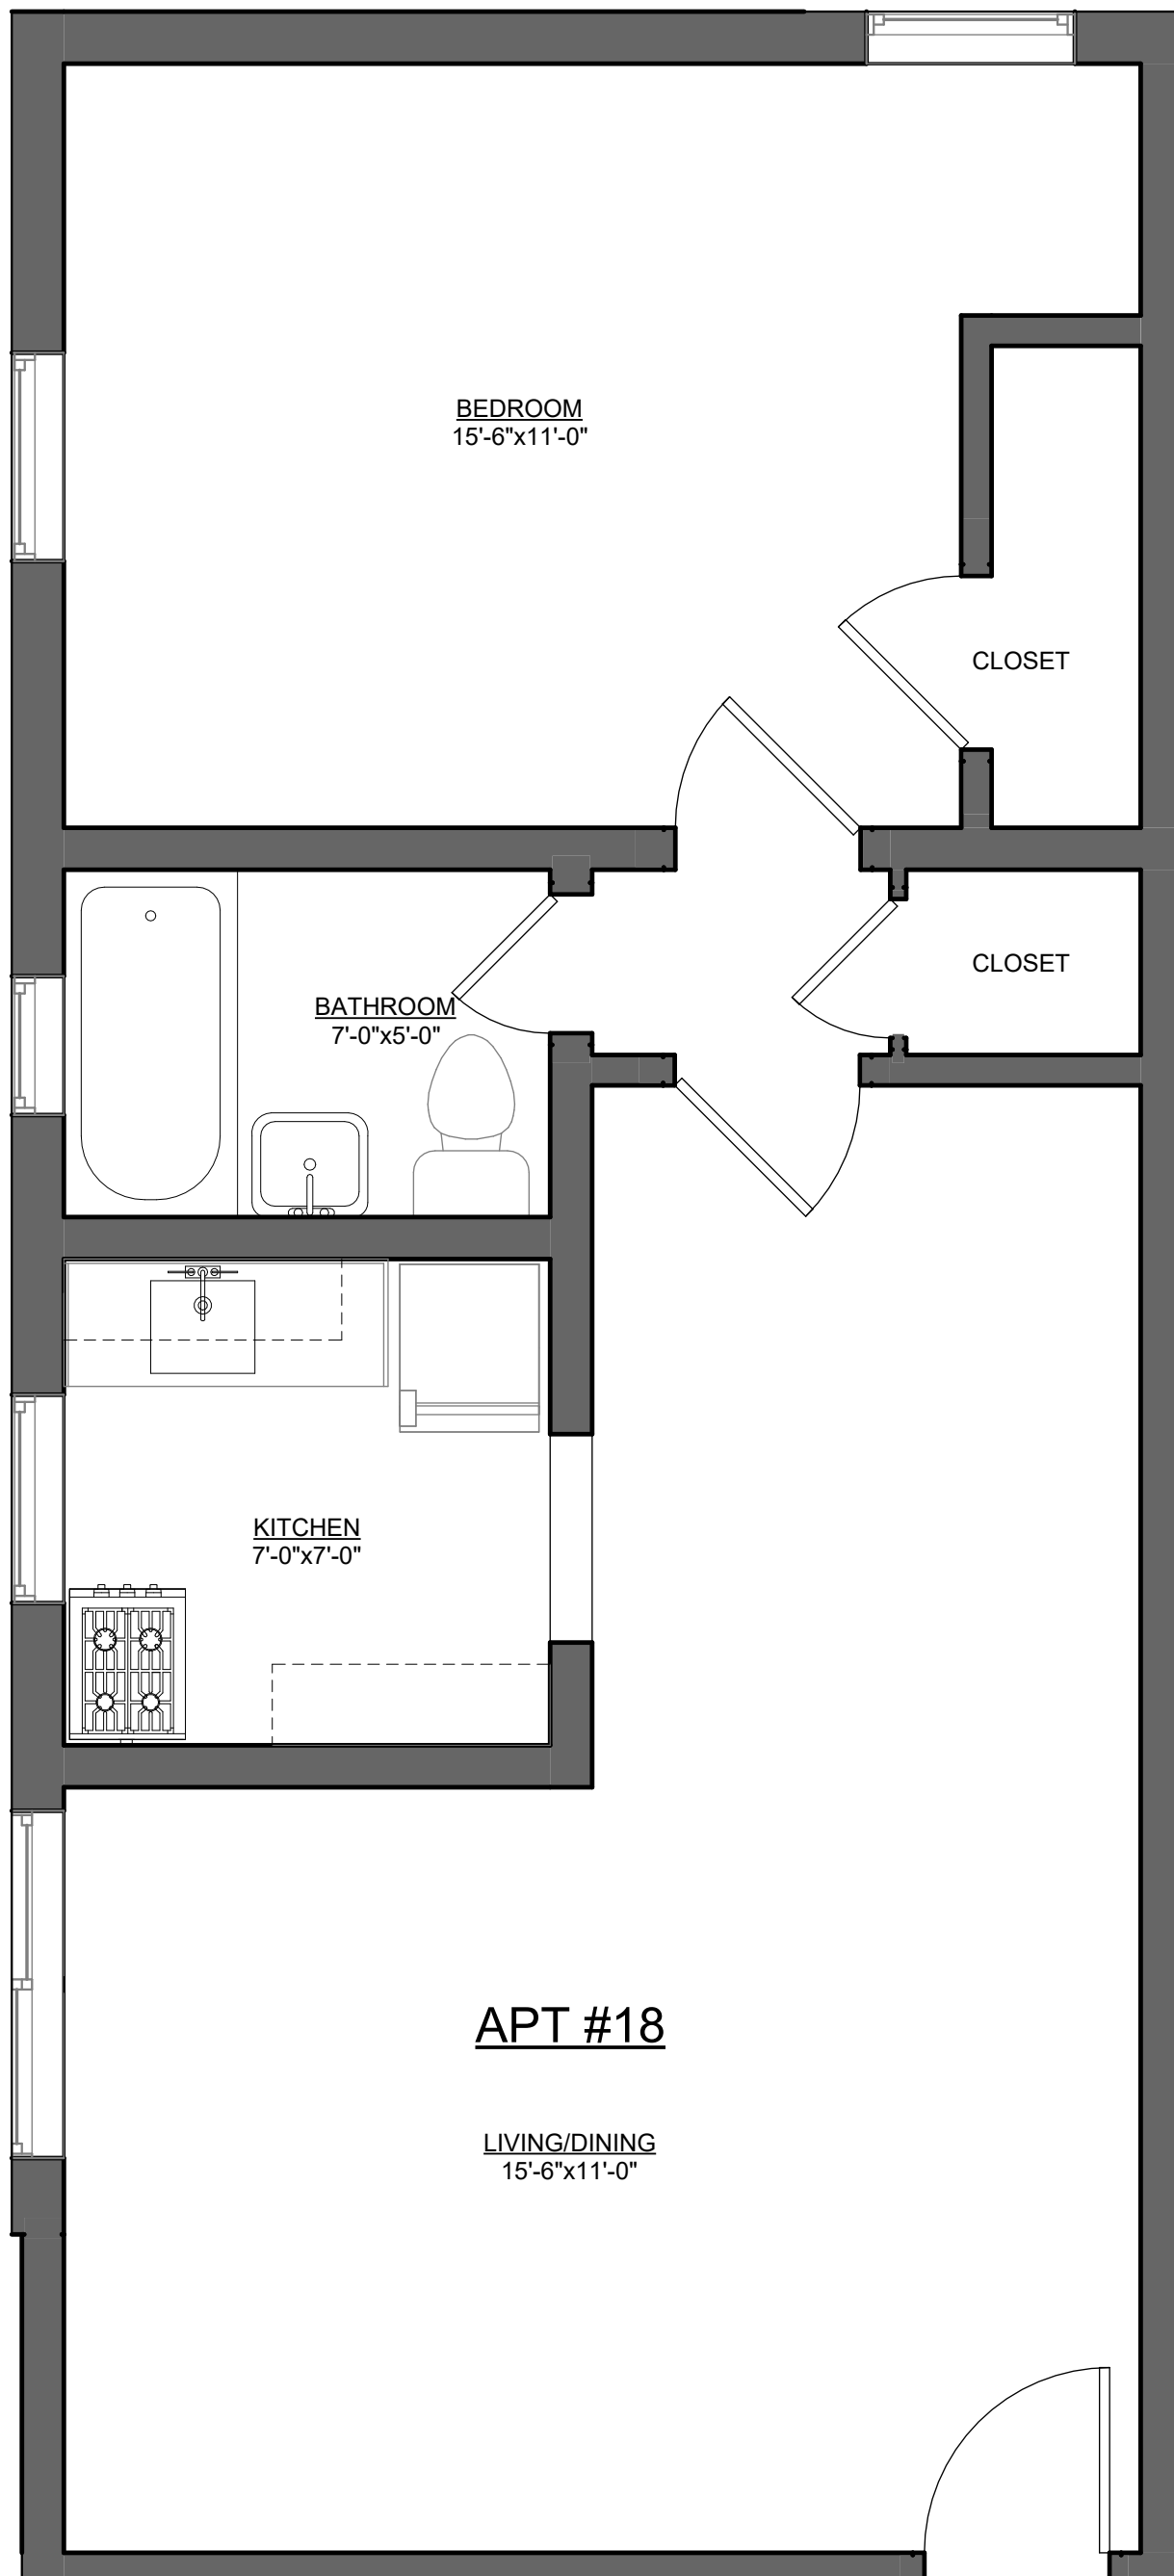 BEDROOM
15'-6"x11'-0"
CLOSET
CLOSET
BATHROOM
7'-0"x5'-0"
KITCHEN
7'-0"x7'-0"
APT #18
LIVING/DINING
15'-6"x11'-0"